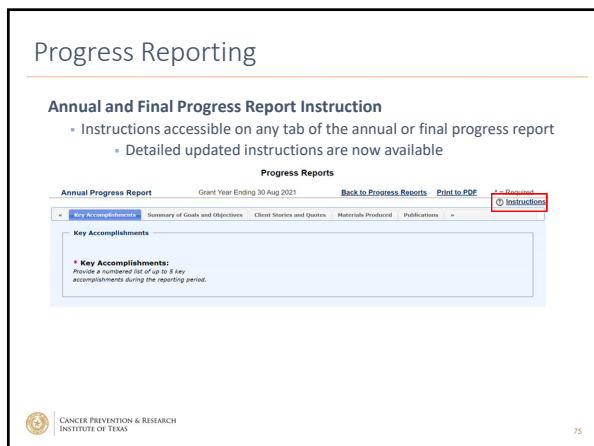 Progress Reporting
Annual and Final Progress Report Instruction
▪ Instructions accessible on any tab of the annual or final progress report
▪ Detailed updated instructions are now available
Progress Reports
Annual Progress Report Grant Year Ending 30 Aug 2021 Back to Progress Reports Print to PDF * = Required
? Instructions
« Key Accomplishments Summary of Goals and Objectives Client Stories and Quotes Materials Produced Publications »
Key Accomplishments
* Key Accomplishments:
Provide a numbered list of up to 5 key
accomplishments during the reporting period.
CANCER PREVENTION & RESEARCH
INSTITUTE OF TEXAS
75